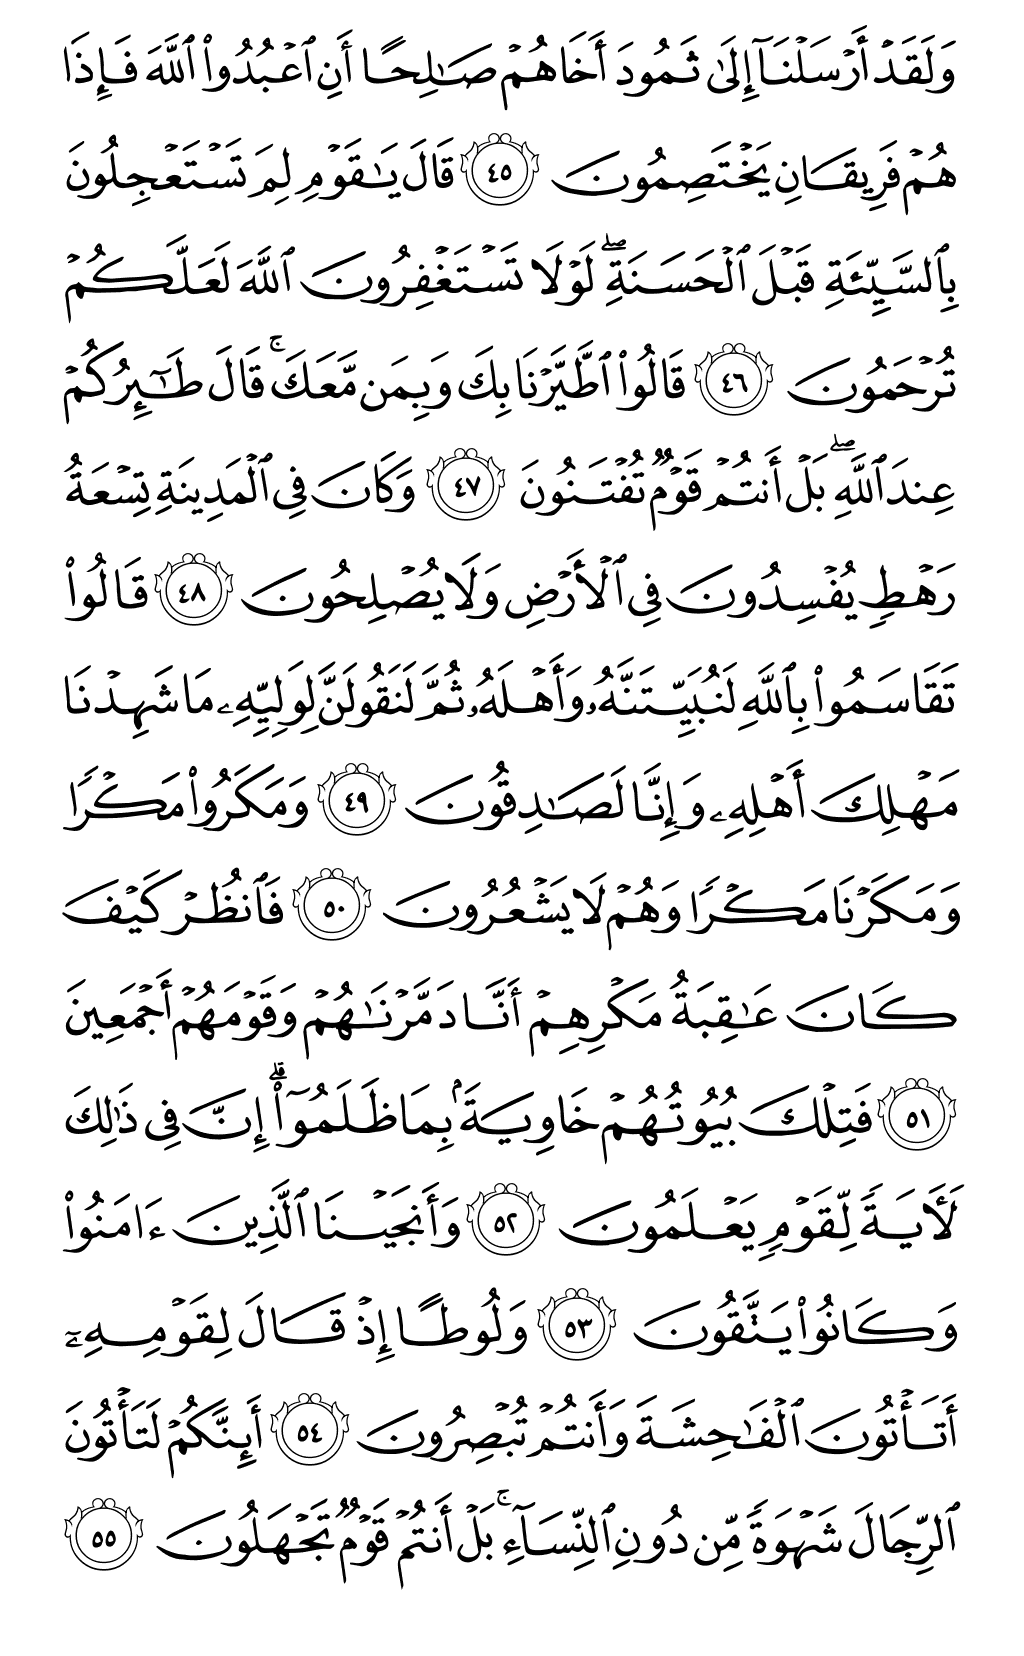 وَلَقَدْ أَرْسَلْنَآ إِلَىٰ ثَمُودَ أَخَاهُمْ صَٰلِحًا أَنِ ٱعْبُدُوا۟ ٱللَّهَ فَإِذَا
هُمْ فَرِيقَانِ يَخْتَصِمُونَ ٤٥ قَالَ يَٰقَوْمِ لِمَ تَسْتَعْجِلُونَ
بِٱلسَّيِّئَةِ قَبْلَ ٱلْحَسَنَةِ ۖ لَوْلَا تَسْتَغْفِرُونَ ٱللَّهَ لَعَلَّكُمْ
تُرْحَمُونَ ٤٦ قَالُوا۟ ٱطَّيَّرْنَا بِكَ وَبِمَن مَّعَكَ ۚ قَالَ طَٰٓئِرُكُمْ
عِندَ ٱللَّهِ ۖ بَلْ أَنتُمْ قَوْمٌ تُفْتَنُونَ ٤٧ وَكَانَ فِى ٱلْمَدِينَةِ تِسْعَةُ
رَهْطٍ يُفْسِدُونَ فِى ٱلْأَرْضِ وَلَا يُصْلِحُونَ ٤٨ قَالُوا۟
تَقَاسَمُوا۟ بِٱللَّهِ لَنُبَيِّتَنَّهُۥ وَأَهْلَهُۥ ثُمَّ لَنَقُولَنَّ لِوَلِيِّهِۦ مَا شَهِدْنَا
مَهْلِكَ أَهْلِهِۦ وَإِنَّا لَصَٰدِقُونَ ٤٩ وَمَكَرُوا۟ مَكْرًا
وَمَكَرْنَا مَكْرًا وَهُمْ لَا يَشْعُرُونَ ٥٠ فَٱنظُرْ كَيْفَ
كَانَ عَٰقِبَةُ مَكْرِهِمْ أَنَّا دَمَّرْنَٰهُمْ وَقَوْمَهُمْ أَجْمَعِينَ
٥١ فَتِلْكَ بُيُوتُهُمْ خَاوِيَةًۢ بِمَا ظَلَمُوٓا۟ ۗ إِنَّ فِى ذَٰلِكَ
لَءَايَةً لِّقَوْمٍ يَعْلَمُونَ ٥٢ وَأَنجَيْنَا ٱلَّذِينَ ءَامَنُوا۟
وَكَانُوا۟ يَتَّقُونَ ٥٣ وَلُوطًا إِذْ قَالَ لِقَوْمِهِۦٓ
أَتَأْتُونَ ٱلْفَٰحِشَةَ وَأَنتُمْ تُبْصِرُونَ ٥٤ أَئِنَّكُمْ لَتَأْتُونَ
ٱلرِّجَالَ شَهْوَةً مِّن دُونِ ٱلنِّسَآءِ ۚ بَلْ أَنتُمْ قَوْمٌ تَجْهَلُونَ ٥٥